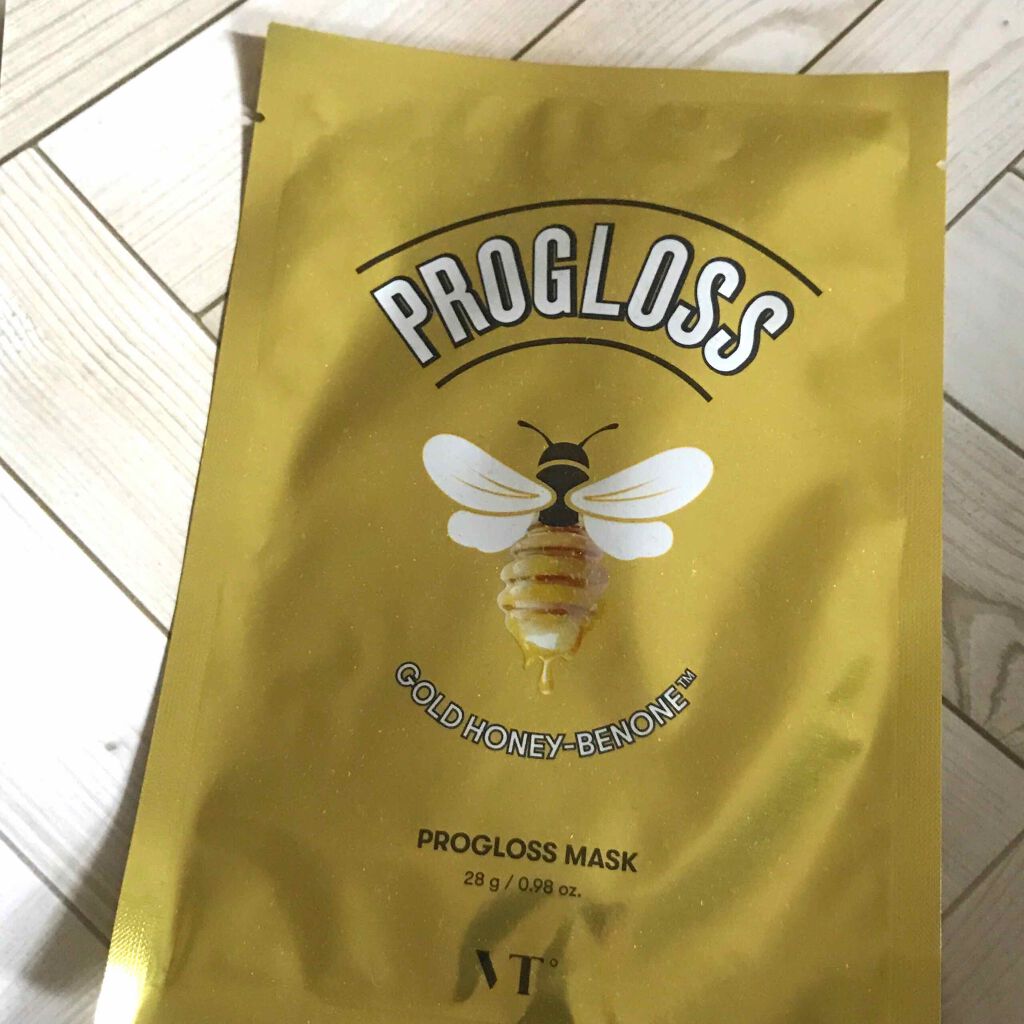 PROGLOSS
GOLD HONEY-BENONE™
PROGLOSS MASK
28 g / 0.98 oz.
VT°